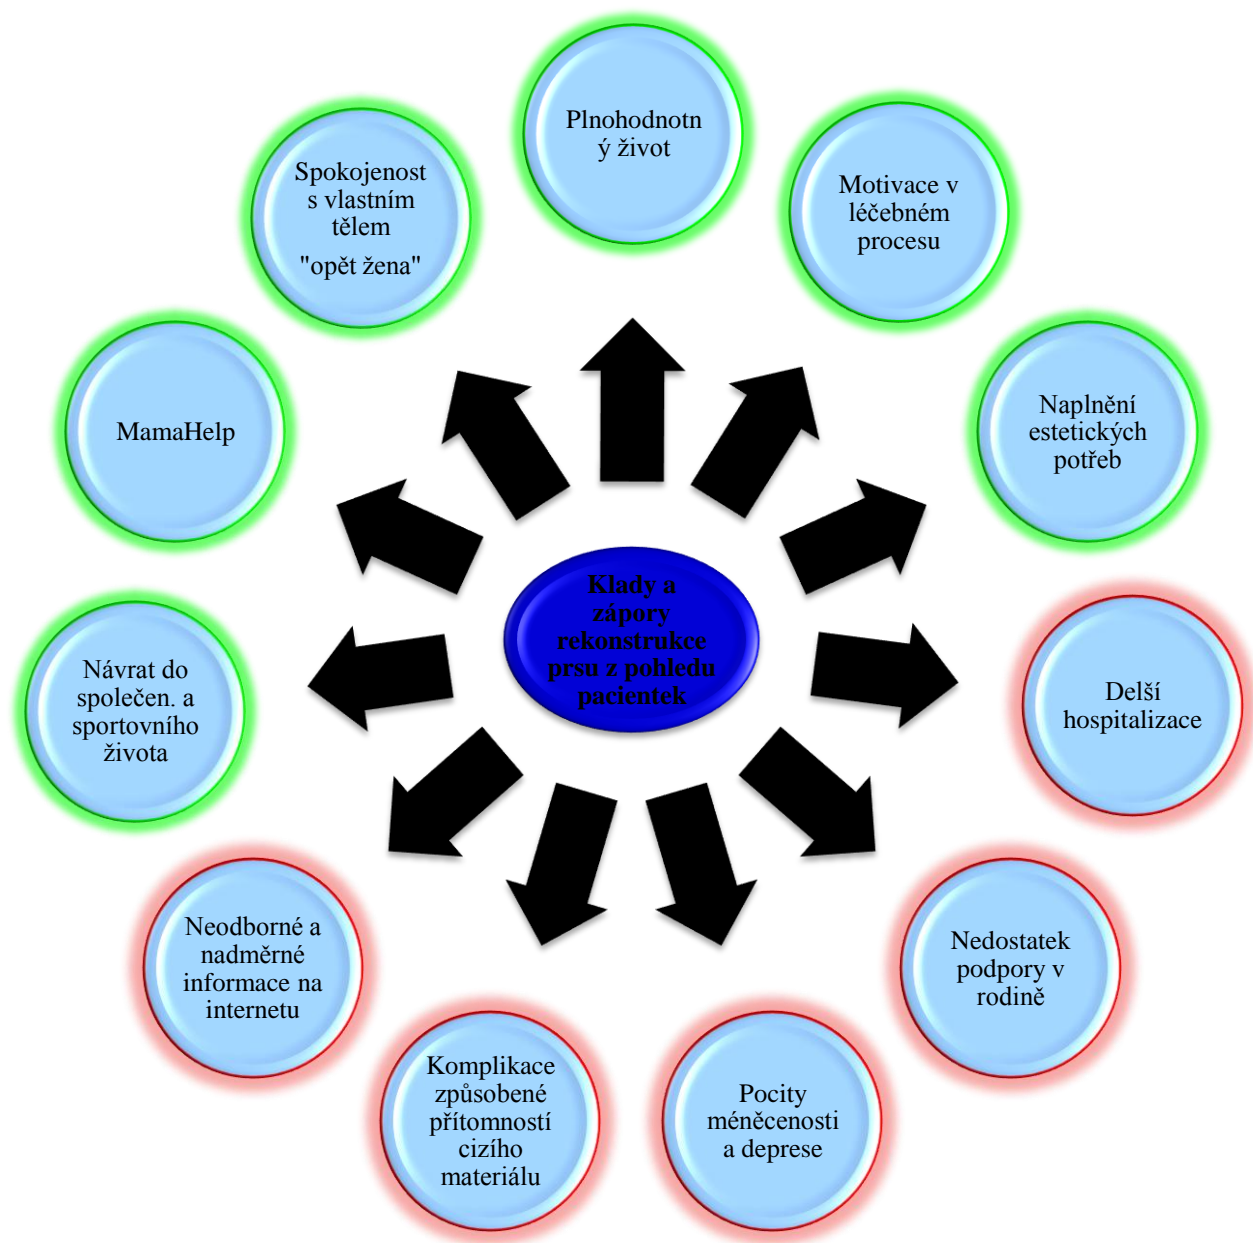 Plnohodnotn
ý život
Motivace v
léčebném
procesu
Naplnění
estetických
potřeb
Delší
hospitalizace
Nedostatek
podpory v
rodině
Pocity
méněcenosti
a deprese
Komplikace
způsobené
přítomností
cizího
materiálu
Neodborné a
nadměrné
informace na
internetu
Návrat do
společen. a
sportovního
života
MamaHelp
Spokojenost
s vlastním
tělem
"opět žena"
Klady a
zápory
rekonstrukce
prsu z pohledu
pacientek